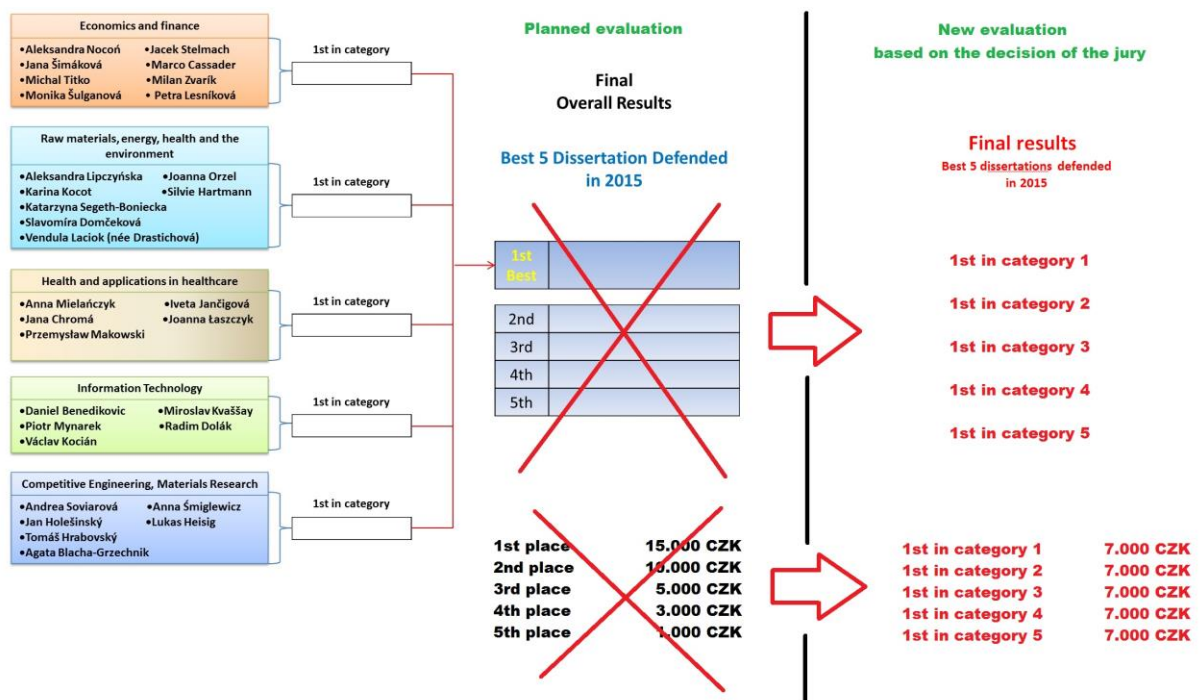 Economics and finance
•Aleksandra Nocoń •Jacek Stelmach
•Jana Šimáková •Marco Cassader
•Michal Titko •Milan Zvarík
•Monika Šulganová • Petra Lesníková
1st in category
Raw materials, energy, health and the
environment
•Aleksandra Lipczyńska •Joanna Orzel
•Karina Kocot •Silvie Hartmann
•Katarzyna Segeth-Boniecka
•Slavomíra Domčeková
•Vendula Laciok (née Drastichová)
1st in category
Health and applications in healthcare
•Anna Mielańczyk •Iveta Jančigová
•Jana Chromá •Joanna Łaszczyk
•Przemysław Makowski
1st in category
Information Technology
•Daniel Benedikovic •Miroslav Kvaššay
•Piotr Mynarek •Radim Dolák
•Václav Kocián
1st in category
Competitive Engineering, Materials Research
•Andrea Soviarová •Anna Śmiglewicz
•Jan Holešinský •Lukas Heisig
•Tomáš Hrabovský
•Agata Blacha-Grzechnik
1st in category
Planned evaluation
Final
Overall Results
Best 5 Dissertation Defended
in 2015
1st
Best
2nd
3rd
4th
5th
1st place 15.000 CZK
2nd place 10.000 CZK
3rd place 5.000 CZK
4th place 3.000 CZK
5th place 1.000 CZK
New evaluation
based on the decision of the jury
Final results
Best 5 dissertations defended
in 2015
1st in category 1
1st in category 2
1st in category 3
1st in category 4
1st in category 5
1st in category 1 7.000 CZK
1st in category 2 7.000 CZK
1st in category 3 7.000 CZK
1st in category 4 7.000 CZK
1st in category 5 7.000 CZK